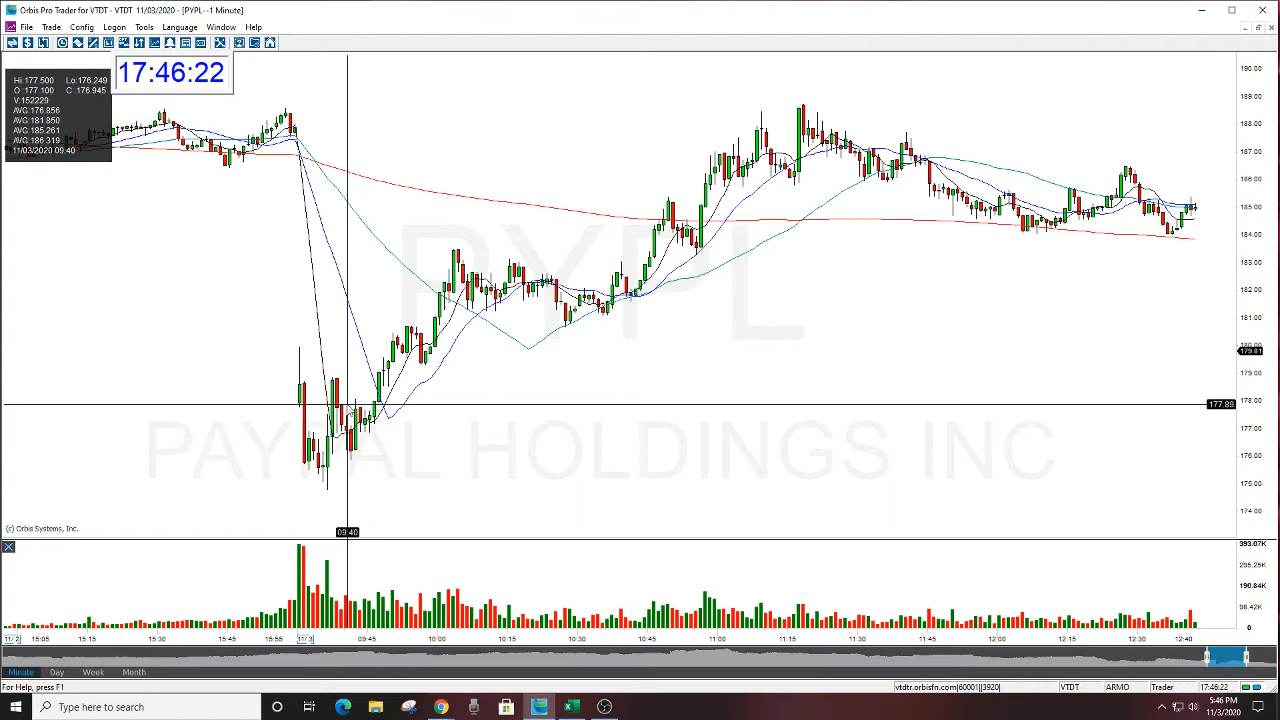 Orbis Pro Trader for VTDT - VTDT 11/03/2020 - [PYPL--1 Minute]
File Trade Config Logon Tools Language Window Help
17:46:22
Hi:177.500 Lo:176.249
O :177.100 C :176.945
V:152229
AVG:176.856
AVG:181.850
AVG:185.261
AVG:186.319
11/03/2020 09:40
190.00
189.00
188.00
187.00
186.00
185.00
184.00
183.00
182.00
181.00
180.00
179.81
179.00
178.00
177.89
177.00
176.00
175.00
174.00
PYPL
PAYPAL HOLDINGS INC
(c) Orbis Systems, Inc.
09:40
393.67K
295.25K
98.42K
0
11/ 2 15:05 15:15 15:30 15:45 15:55 11/3 09:45 10:00 10:15 10:30 10:45 11:00 11:15 11:30 11:45 12:00 12:15 12:30 12:40
Minute Day Week Month
For Help, press F1
vtdtr.orbisfn.com|60001||3920| VTDT ARMO Trader 17:46:22
Type here to search
5:46 PM
11/3/2020